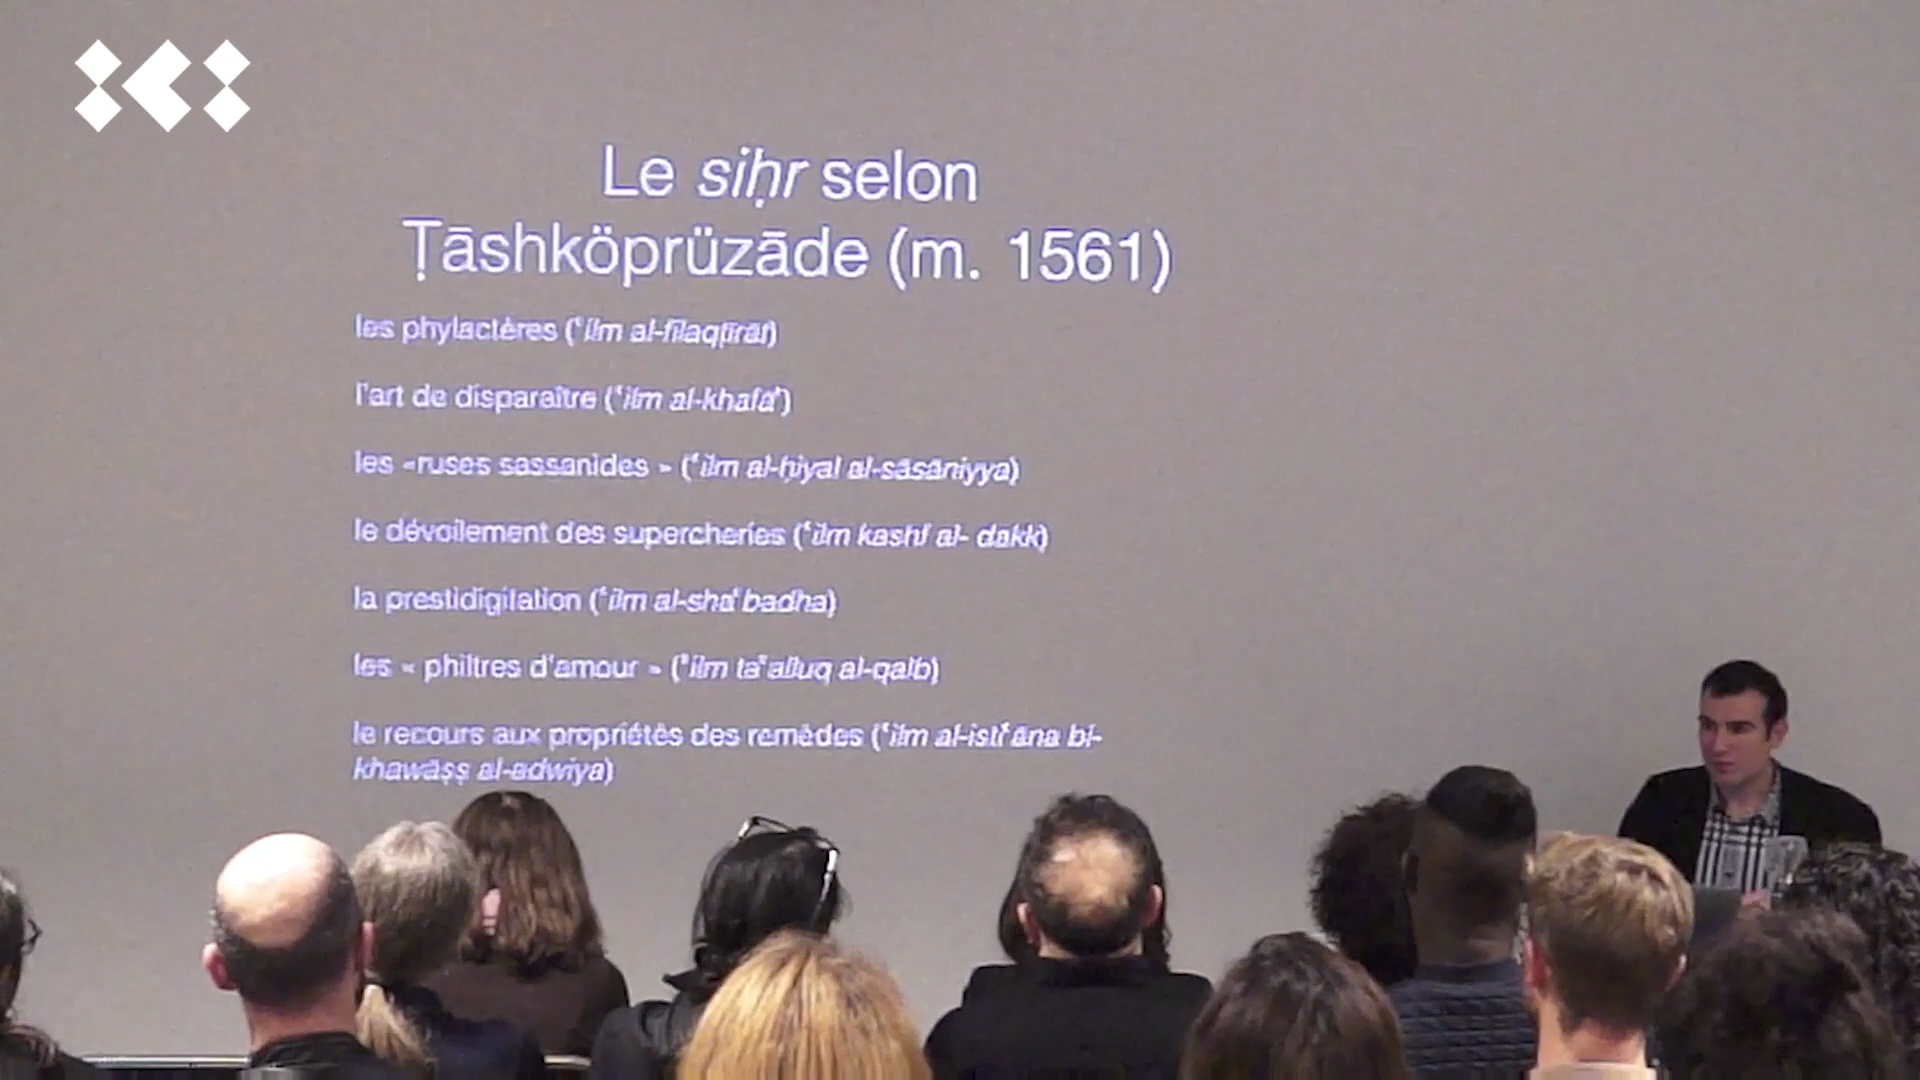 Le siḥr selon
Ṭāshköprüzāde (m. 1561)
les phylactères (ʿilm al-filaqṭīrāt)
l'art de disparaître (ʿilm al-khafāʾ)
les «ruses sassanides » (ʿilm al-ḥiyal al-sāsāniyya)
le dévoilement des supercheries (ʿilm kashf al- dakk)
la prestidigitation (ʿilm al-shaʿbadha)
les « philtres d'amour » (ʿilm taʿalluq al-qalb)
le recours aux propriétés des remèdes (ʿilm al-istiʿāna bi-
khawāṣṣ al-adwiya)